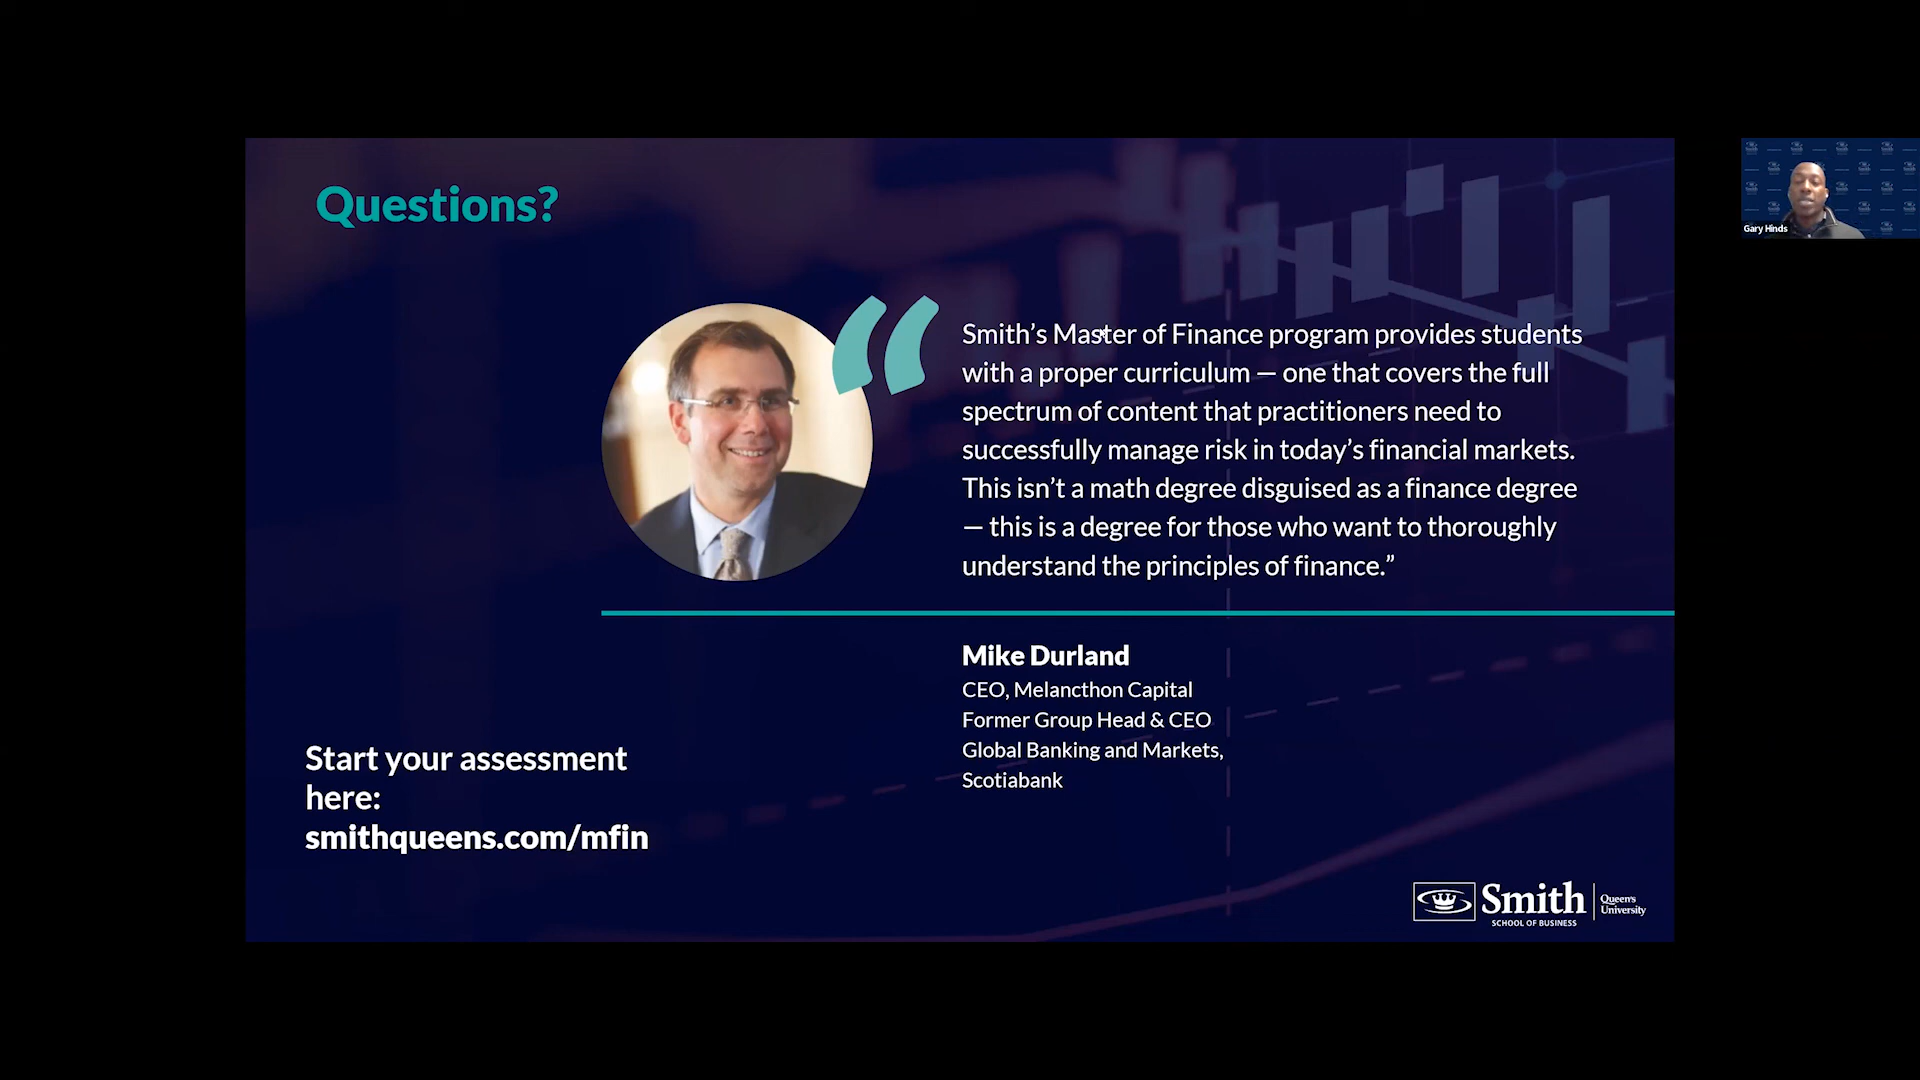 Questions?
“
Smith’s Master of Finance program provides students
with a proper curriculum — one that covers the full
spectrum of content that practitioners need to
successfully manage risk in today’s financial markets.
This isn’t a math degree disguised as a finance degree
— this is a degree for those who want to thoroughly
understand the principles of finance.”
Mike Durland
CEO, Melancthon Capital
Former Group Head & CEO
Global Banking and Markets,
Scotiabank
Start your assessment
here:
smithqueens.com/mfin
Smith
SCHOOL OF BUSINESS
Queen's
University
Gary Hinds